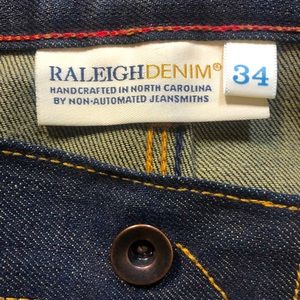 RALEIGHDENIM® 34
HANDCRAFTED IN NORTH CAROLINA
BY NON-AUTOMATED JEANSMITHS